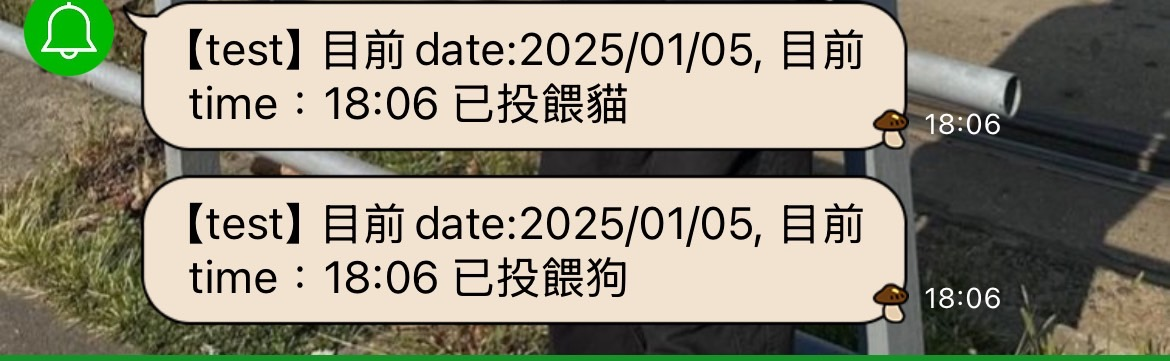 【test】目前 date:2025/01/05, 目前
time：18:06 已投餵貓
18:06
【test】目前 date:2025/01/05, 目前
time：18:06 已投餵狗
18:06